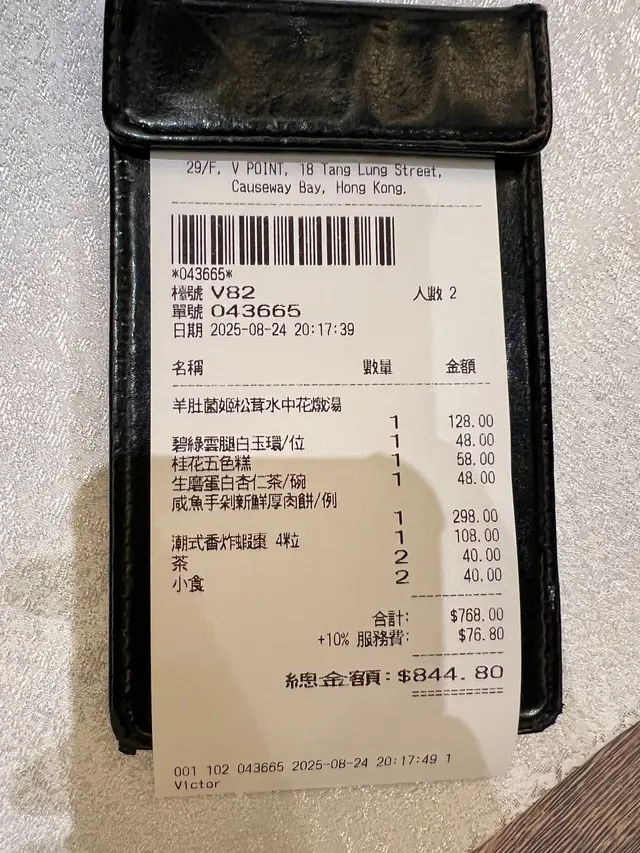 29/F, V POINT, 18 Tang Lung Street,
Causeway Bay, Hong Kong.
*043665*
檯號 V82 人數 2
單號 043665
日期 2025-08-24 20:17:39
名稱 數量 金額
羊肚菌姬松茸水中花燉湯
1 128.00
碧綠雲腿白玉環/位 1 48.00
桂花五色糕 1 58.00
生磨蛋白杏仁茶/碗 1 48.00
咸魚手剁新鮮厚肉餅/例
1 298.00
潮式香炸蝦棗 4粒 1 108.00
茶 2 40.00
小食 2 40.00
合計: $768.00
+10% 服務費: $76.80
總金額: $844.80
001 102 043665 2025-08-24 20:17:49 1
Victor